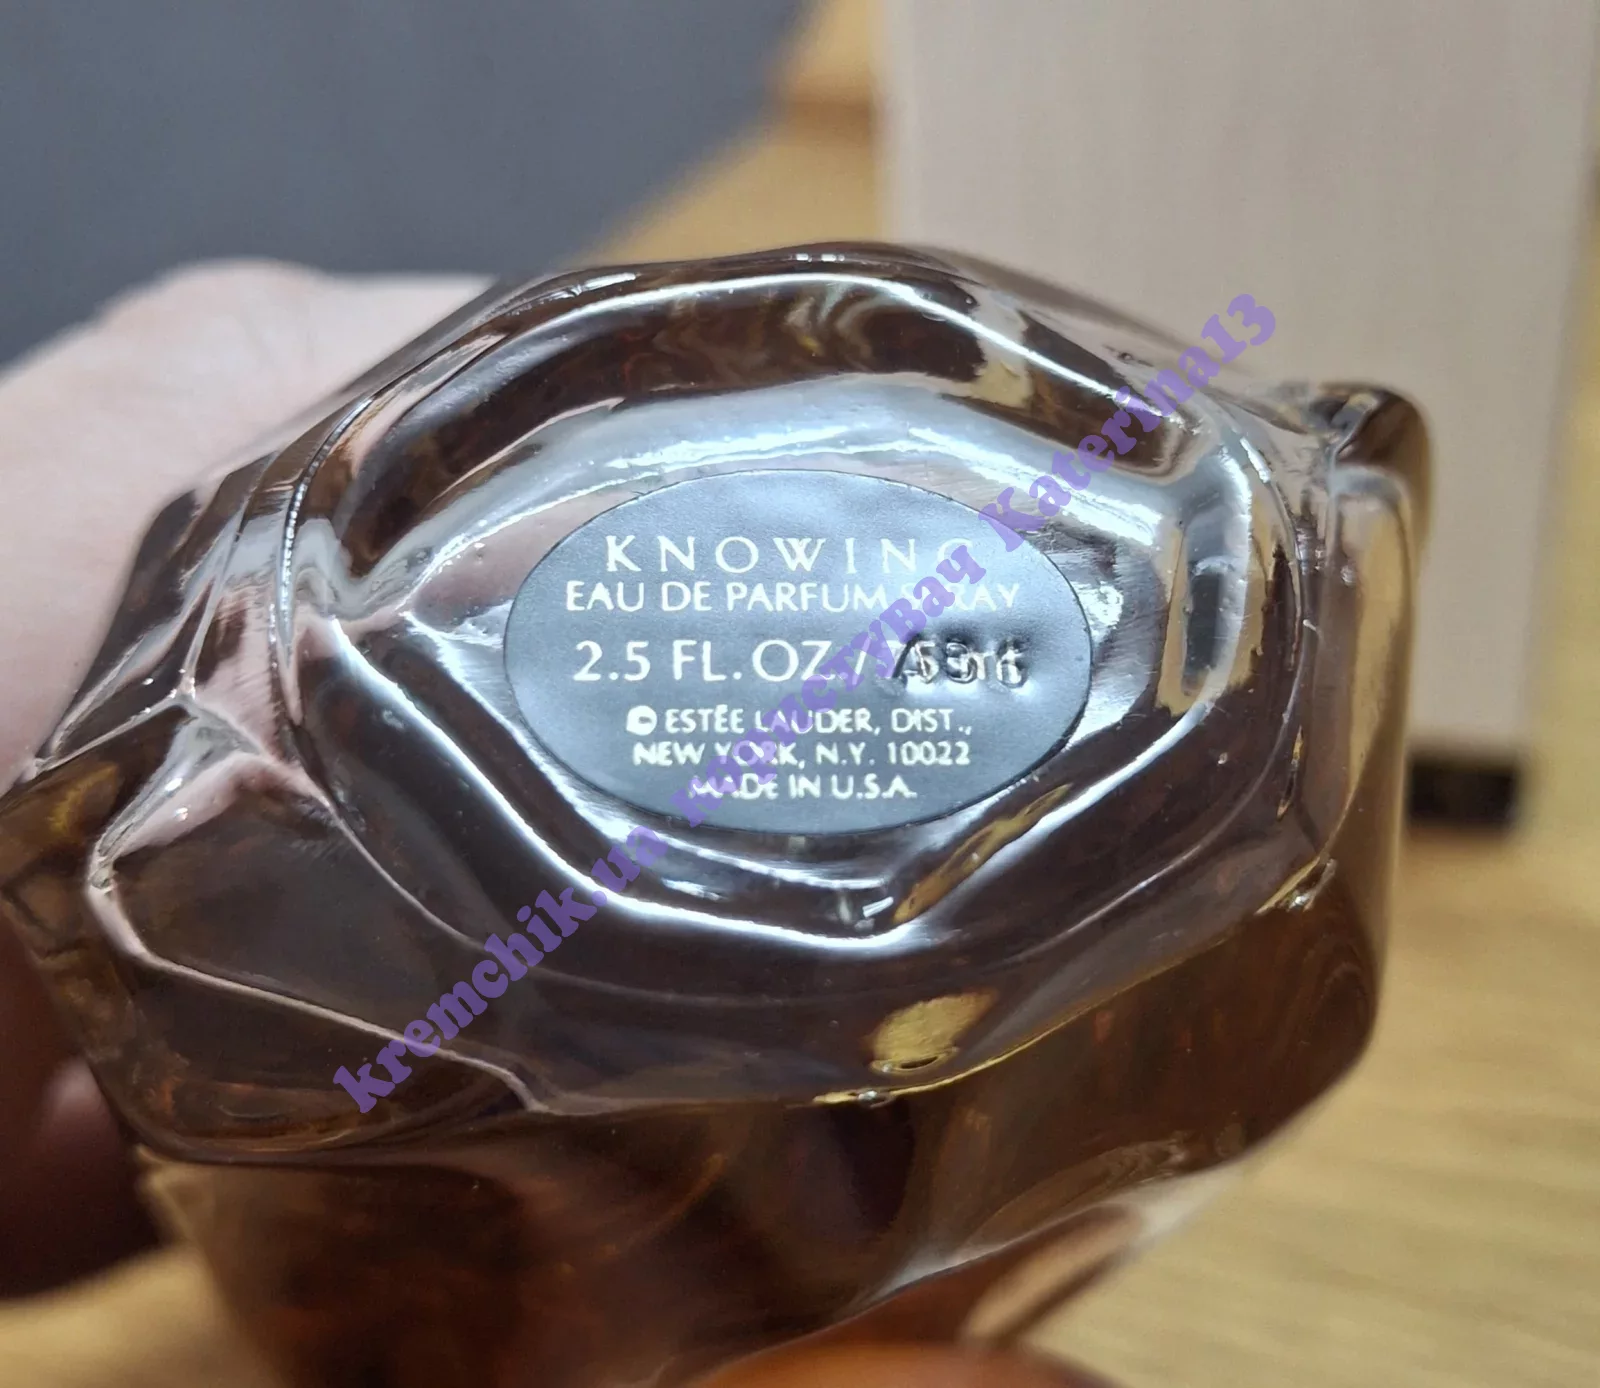 KNOWING
EAU DE PARFUM SPRAY
2.5 FL. OZ. /
© ESTÉE LAUDER, DIST.,
NEW YORK, N.Y. 10022
MADE IN U.S.A.
kremchik.ua КористуВач Katerina13